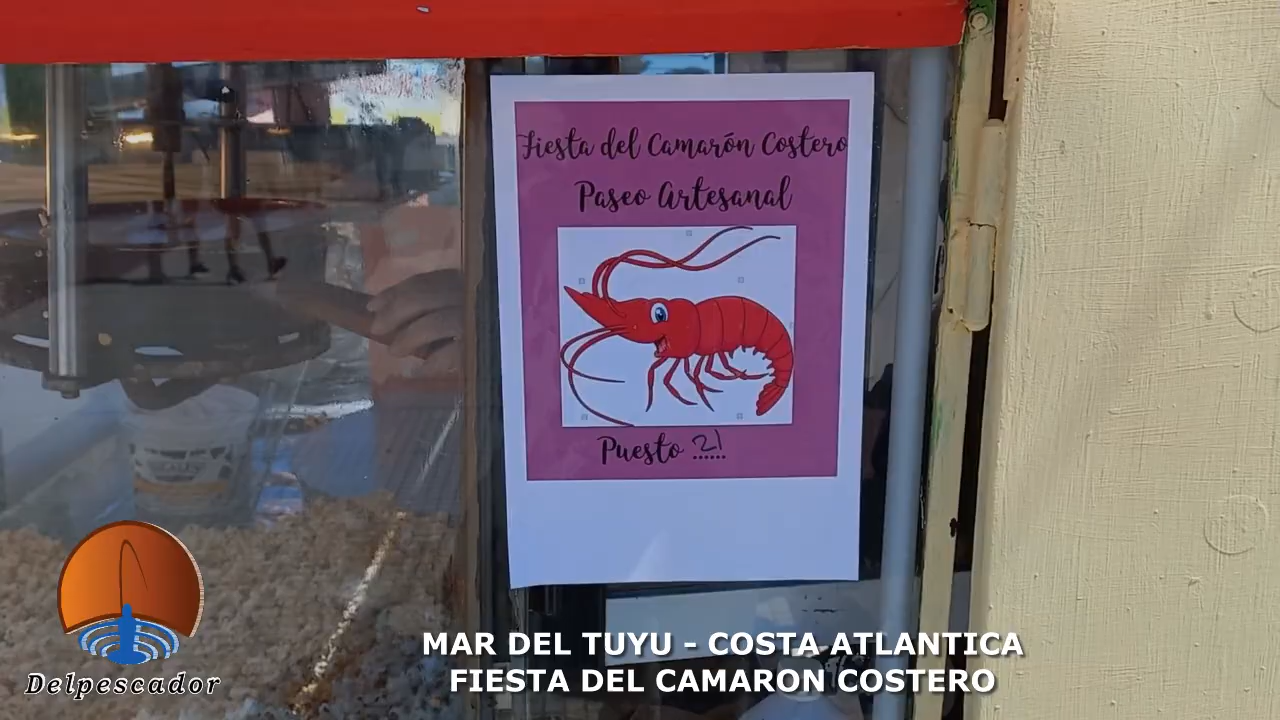 Fiesta del Camarón Costero
Paseo Artesanal
Puesto 21
Delpescador
MAR DEL TUYU - COSTA ATLANTICA
FIESTA DEL CAMARON COSTERO